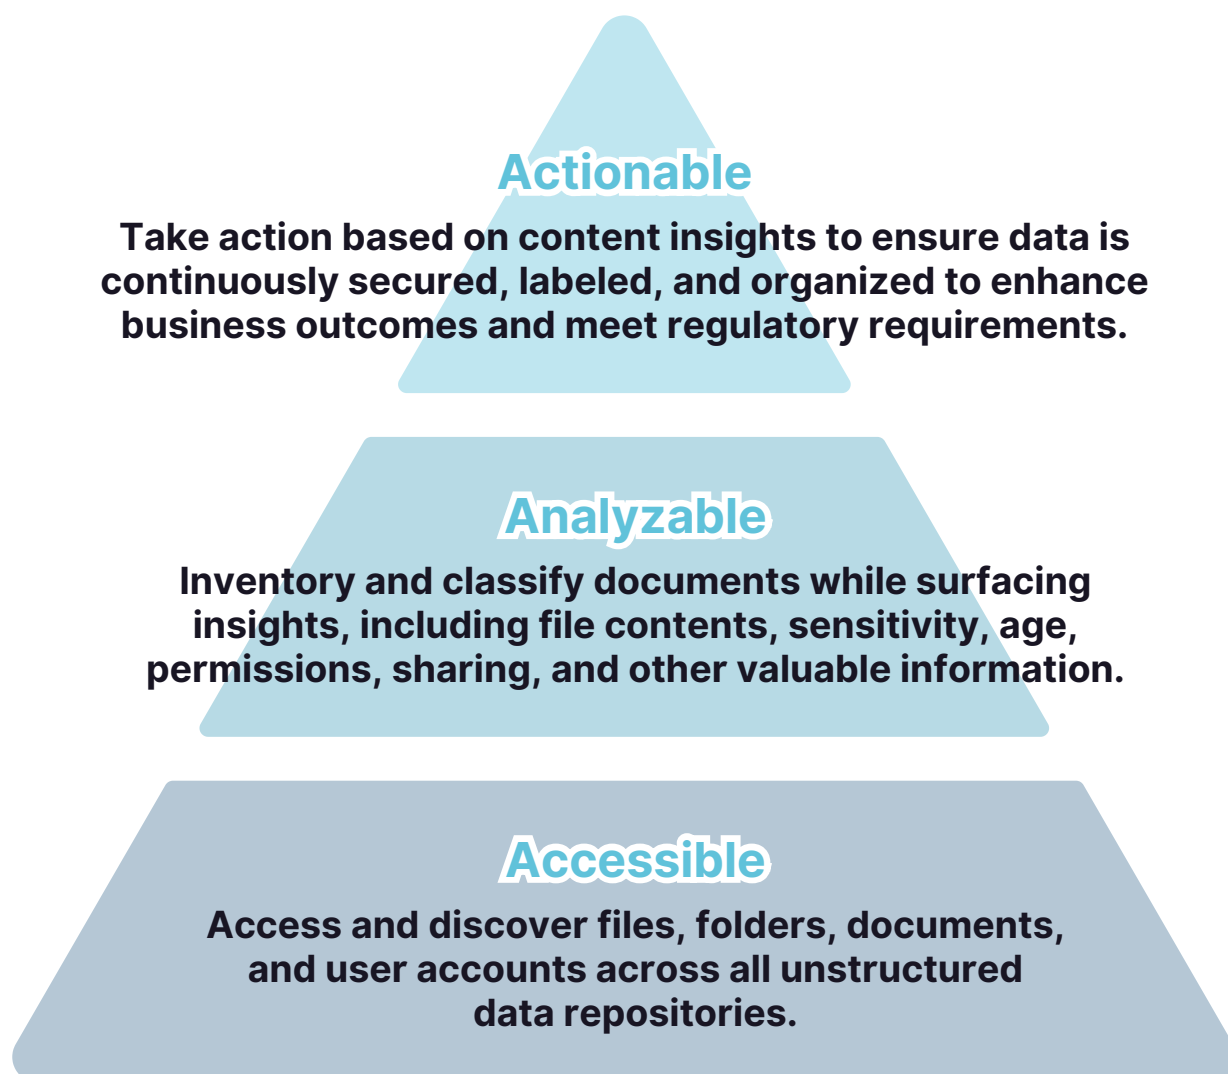 Actionable
Take action based on content insights to ensure data is
continuously secured, labeled, and organized to enhance
business outcomes and meet regulatory requirements.
Analyzable
Inventory and classify documents while surfacing
insights, including file contents, sensitivity, age,
permissions, sharing, and other valuable information.
Accessible
Access and discover files, folders, documents,
and user accounts across all unstructured
data repositories.